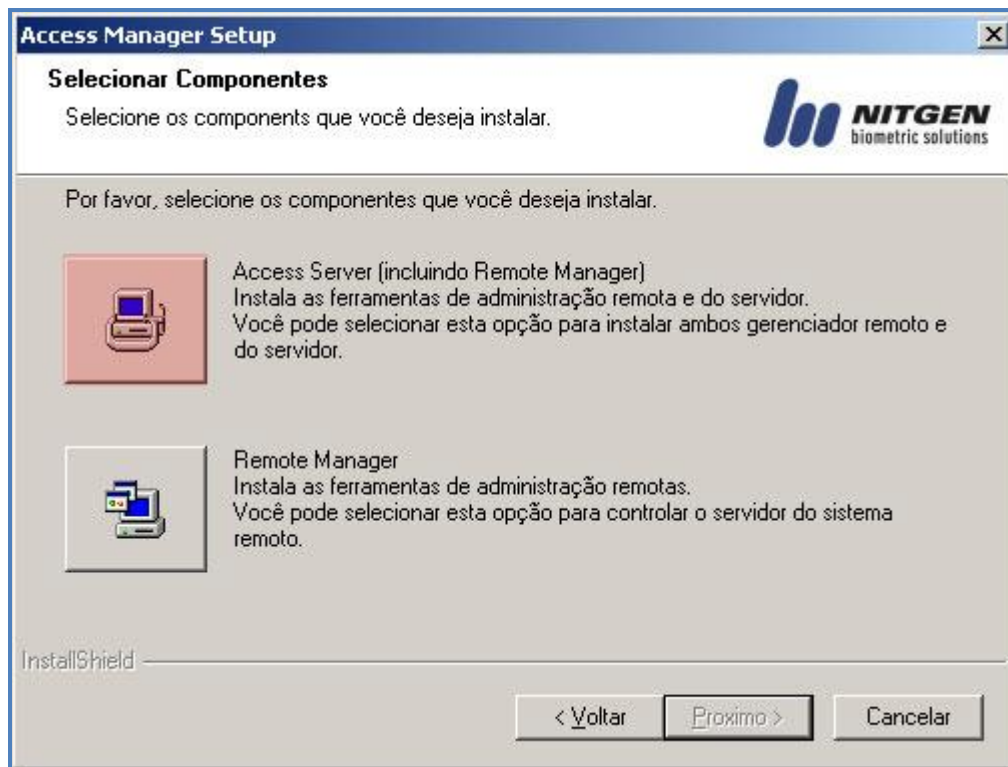 Access Manager Setup
Selecionar Componentes
Selecione os components que você deseja instalar.
NITGEN
biometric solutions
Por favor, selecione os componentes que você deseja instalar.
Access Server (incluindo Remote Manager)
Instala as ferramentas de administração remota e do servidor.
Você pode selecionar esta opção para instalar ambos gerenciador remoto e
do servidor.
Remote Manager
Instala as ferramentas de administração remotas.
Você pode selecionar esta opção para controlar o servidor do sistema
remoto.
InstallShield
< Voltar
Proximo >
Cancelar